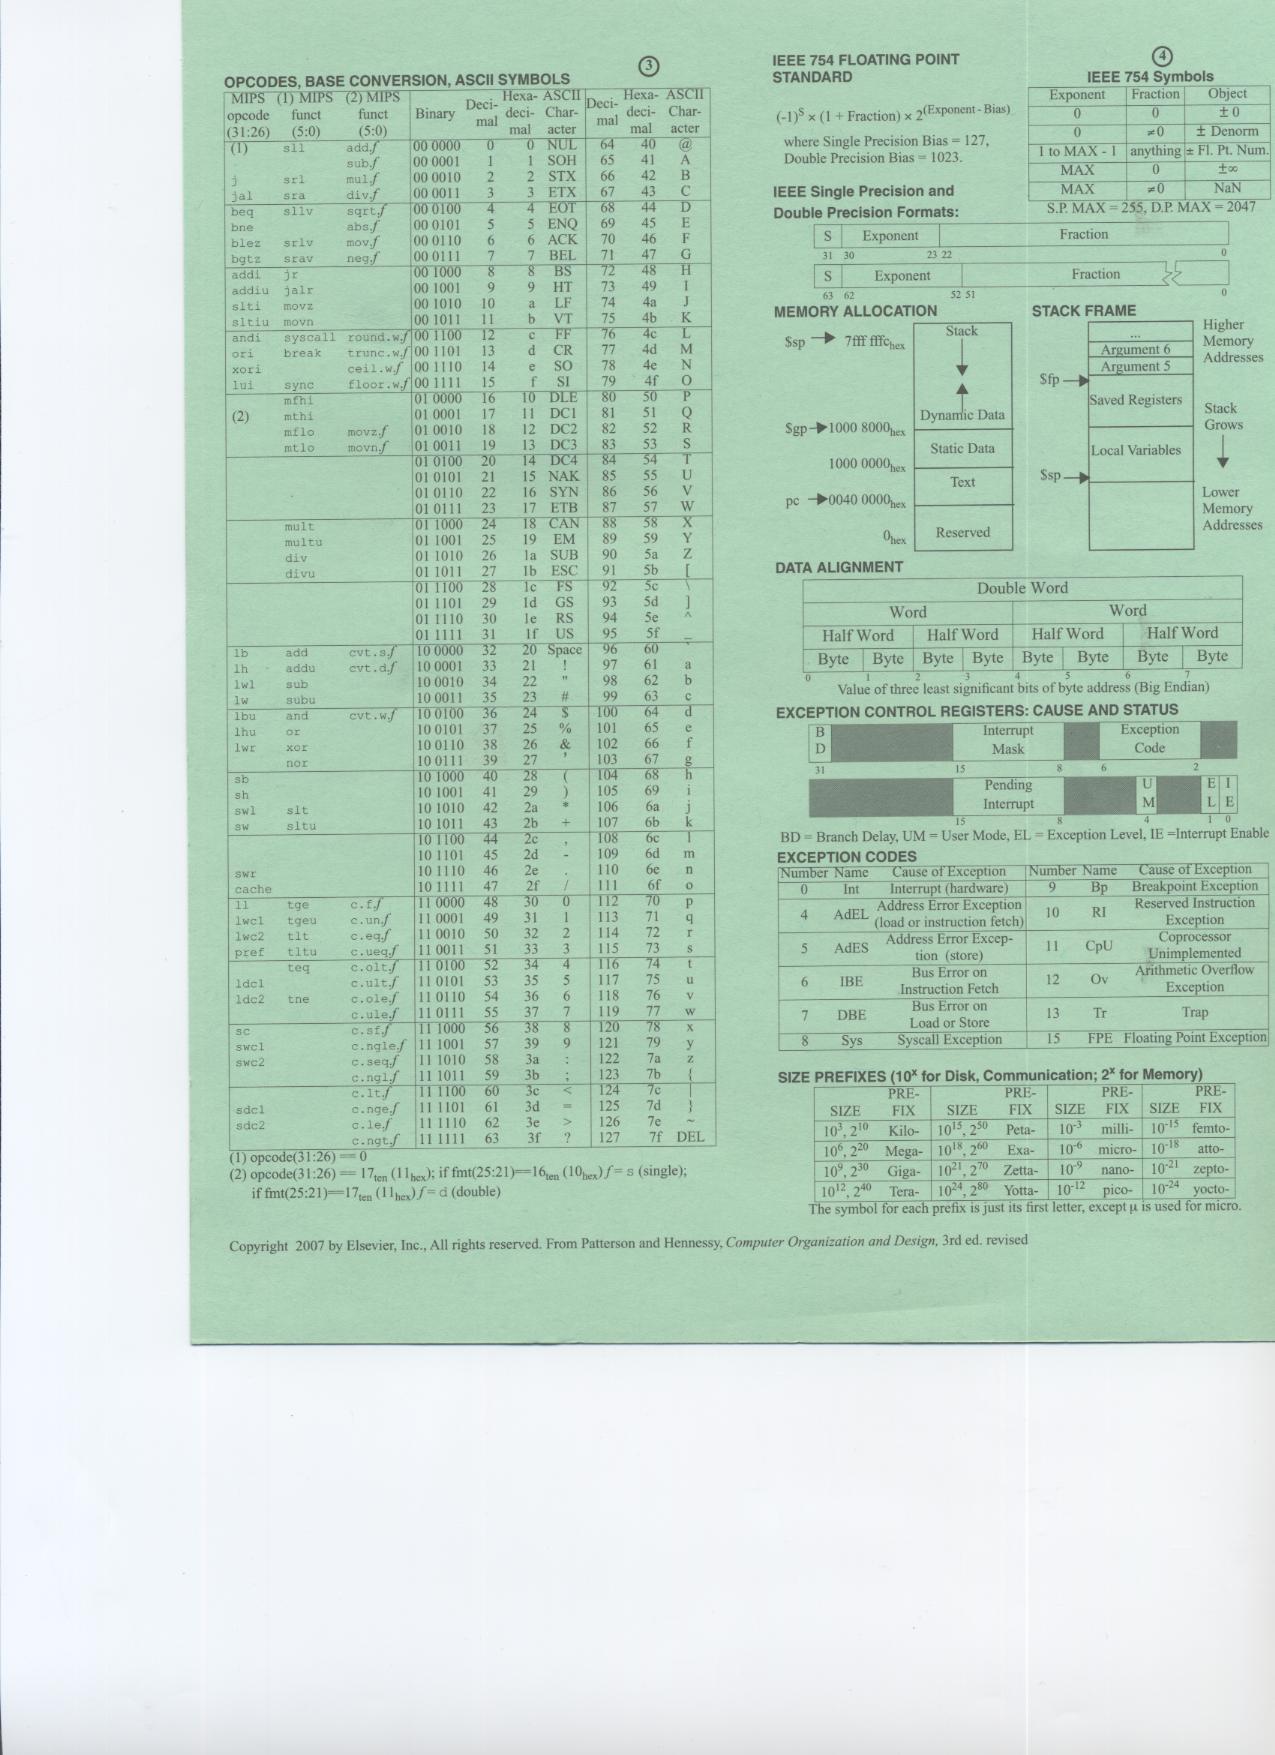 ③
OPCODES, BASE CONVERSION, ASCII SYMBOLS
MIPS opcode (31:26) (1) MIPS funct (5:0) (2) MIPS funct (5:0) Binary Deci-mal Hexa-deci-mal ASCII Char-acter Deci-mal Hexa-deci-mal ASCII Char-acter
(1) sll add.f 00 0000 0 0 NUL 64 40 @
sub.f 00 0001 1 1 SOH 65 41 A
j srl mul.f 00 0010 2 2 STX 66 42 B
jal sra div.f 00 0011 3 3 ETX 67 43 C
beq sllv sqrt.f 00 0100 4 4 EOT 68 44 D
bne abs.f 00 0101 5 5 ENQ 69 45 E
blez srlv mov.f 00 0110 6 6 ACK 70 46 F
bgtz srav neg.f 00 0111 7 7 BEL 71 47 G
addi jr 00 1000 8 8 BS 72 48 H
addiu jalr 00 1001 9 9 HT 73 49 I
slti movz 00 1010 10 a LF 74 4a J
sltiu movn 00 1011 11 b VT 75 4b K
andi syscall round.w.f 00 1100 12 c FF 76 4c L
ori break trunc.w.f 00 1101 13 d CR 77 4d M
xori ceil.w.f 00 1110 14 e SO 78 4e N
lui sync floor.w.f 00 1111 15 f SI 79 4f O
mfhi 01 0000 16 10 DLE 80 50 P
(2) mthi 01 0001 17 11 DC1 81 51 Q
mflo movz.f 01 0010 18 12 DC2 82 52 R
mtlo movn.f 01 0011 19 13 DC3 83 53 S
01 0100 20 14 DC4 84 54 T
01 0101 21 15 NAK 85 55 U
01 0110 22 16 SYN 86 56 V
01 0111 23 17 ETB 87 57 W
mult 01 1000 24 18 CAN 88 58 X
multu 01 1001 25 19 EM 89 59 Y
div 01 1010 26 1a SUB 90 5a Z
divu 01 1011 27 1b ESC 91 5b [
01 1100 28 1c FS 92 5c \
01 1101 29 1d GS 93 5d ]
01 1110 30 1e RS 94 5e ^
01 1111 31 1f US 95 5f _
lb add cvt.s.f 10 0000 32 20 Space 96 60 `
lh addu cvt.d.f 10 0001 33 21 ! 97 61 a
lwl sub 10 0010 34 22 " 98 62 b
lw subu 10 0011 35 23 # 99 63 c
lbu and cvt.w.f 10 0100 36 24 $ 100 64 d
lhu or 10 0101 37 25 % 101 65 e
lwr xor 10 0110 38 26 & 102 66 f
nor 10 0111 39 27 ' 103 67 g
sb 10 1000 40 28 ( 104 68 h
sh 10 1001 41 29 ) 105 69 i
swl slt 10 1010 42 2a * 106 6a j
sw sltu 10 1011 43 2b + 107 6b k
10 1100 44 2c , 108 6c l
10 1101 45 2d - 109 6d m
swr 10 1110 46 2e . 110 6e n
cache 10 1111 47 2f / 111 6f o
ll tge c.f.f 11 0000 48 30 0 112 70 p
lwc1 tgeu c.un.f 11 0001 49 31 1 113 71 q
lwc2 tlt c.eq.f 11 0010 50 32 2 114 72 r
pref tltu c.ueq.f 11 0011 51 33 3 115 73 s
teq c.olt.f 11 0100 52 34 4 116 74 t
ldc1 c.ult.f 11 0101 53 35 5 117 75 u
ldc2 tne c.ole.f 11 0110 54 36 6 118 76 v
c.ule.f 11 0111 55 37 7 119 77 w
sc c.sf.f 11 1000 56 38 8 120 78 x
swc1 c.ngle.f 11 1001 57 39 9 121 79 y
swc2 c.seq.f 11 1010 58 3a : 122 7a z
c.ngl.f 11 1011 59 3b ; 123 7b {
c.lt.f 11 1100 60 3c < 124 7c |
sdc1 c.nge.f 11 1101 61 3d = 125 7d }
sdc2 c.le.f 11 1110 62 3e > 126 7e ~
c.ngt.f 11 1111 63 3f ? 127 7f DEL
(1) opcode(31:26) == 0
(2) opcode(31:26) == 17ten (11hex); if fmt(25:21)==16ten (10hex) f = s (single);
if fmt(25:21)==17ten (11hex) f = d (double)
④
IEEE 754 FLOATING POINT
STANDARD
(-1)^S × (1 + Fraction) × 2^(Exponent - Bias)
where Single Precision Bias = 127,
Double Precision Bias = 1023.
IEEE Single Precision and
Double Precision Formats:
IEEE 754 Symbols
Exponent Fraction Object
0 0 ± 0
0 ≠0 ± Denorm
1 to MAX - 1 anything ± Fl. Pt. Num.
MAX 0 ±∞
MAX ≠0 NaN
S.P. MAX = 255, D.P. MAX = 2047
S Exponent Fraction
31 30 23 22 0
S Exponent Fraction
63 62 52 51 0
MEMORY ALLOCATION
$sp 7fff fffchex
Stack
Dynamic Data
$gp 1000 8000hex
Static Data
1000 0000hex
Text
pc 0040 0000hex
Reserved
0hex
STACK FRAME
...
Argument 6
Argument 5
$fp
Saved Registers
Local Variables
$sp
Higher
Memory
Addresses
Stack
Grows
Lower
Memory
Addresses
DATA ALIGNMENT
Double Word
Word Word
Half Word Half Word Half Word Half Word
Byte Byte Byte Byte Byte Byte Byte Byte
0 1 2 3 4 5 6 7
Value of three least significant bits of byte address (Big Endian)
EXCEPTION CONTROL REGISTERS: CAUSE AND STATUS
B Interrupt Exception
D Mask Code
31 15 8 6 2
Pending U E I
Interrupt M L E
15 8 4 1 0
BD = Branch Delay, UM = User Mode, EL = Exception Level, IE =Interrupt Enable
EXCEPTION CODES
Number Name Cause of Exception Number Name Cause of Exception
0 Int Interrupt (hardware) 9 Bp Breakpoint Exception
4 AdEL Address Error Exception (load or instruction fetch) 10 RI Reserved Instruction Exception
5 AdES Address Error Excep-tion (store) 11 CpU Coprocessor Unimplemented
6 IBE Bus Error on Instruction Fetch 12 Ov Arithmetic Overflow Exception
7 DBE Bus Error on Load or Store 13 Tr Trap
8 Sys Syscall Exception 15 FPE Floating Point Exception
SIZE PREFIXES (10^x for Disk, Communication; 2^x for Memory)
SIZE PRE-FIX SIZE PRE-FIX SIZE PRE-FIX SIZE PRE-FIX
10^3, 2^10 Kilo- 10^15, 2^50 Peta- 10^-3 milli- 10^-15 femto-
10^6, 2^20 Mega- 10^18, 2^60 Exa- 10^-6 micro- 10^-18 atto-
10^9, 2^30 Giga- 10^21, 2^70 Zetta- 10^-9 nano- 10^-21 zepto-
10^12, 2^40 Tera- 10^24, 2^80 Yotta- 10^-12 pico- 10^-24 yocto-
The symbol for each prefix is just its first letter, except μ is used for micro.
Copyright 2007 by Elsevier, Inc., All rights reserved. From Patterson and Hennessy, Computer Organization and Design, 3rd ed. revised